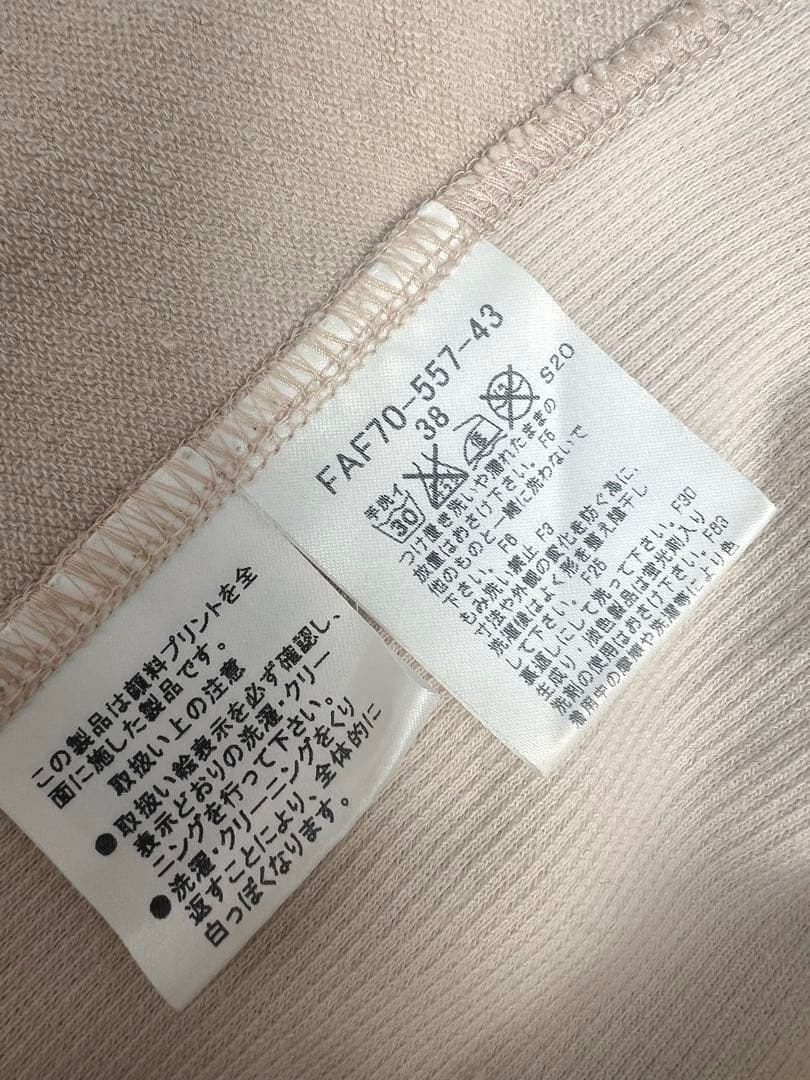 FAF70-557-43
38
手洗イ
30
S20
つけ置き洗いや濡れたままの
放置はおさけ下さい。F5
他のものと一緒に洗わないで
下さい。F6
もみ洗い禁止 F3
寸法や外観の変化を防ぐ為に、
洗濯後はよく形を整え陰干し
して下さい。F25
裏返しにして洗って下さい。F30
生成り・淡色製品は蛍光剤入り
洗剤の使用はおさけ下さい。F83
着用中の摩擦や洗濯等により色
この製品は顔料プリントを全
面に施した製品です。
取扱い上の注意
●取扱い絵表示を必ず確認し、
表示どおりの洗濯・クリー
ニングを行って下さい。
●洗濯・クリーニングをくり
返すことにより、全体的に
白っぽくなります。